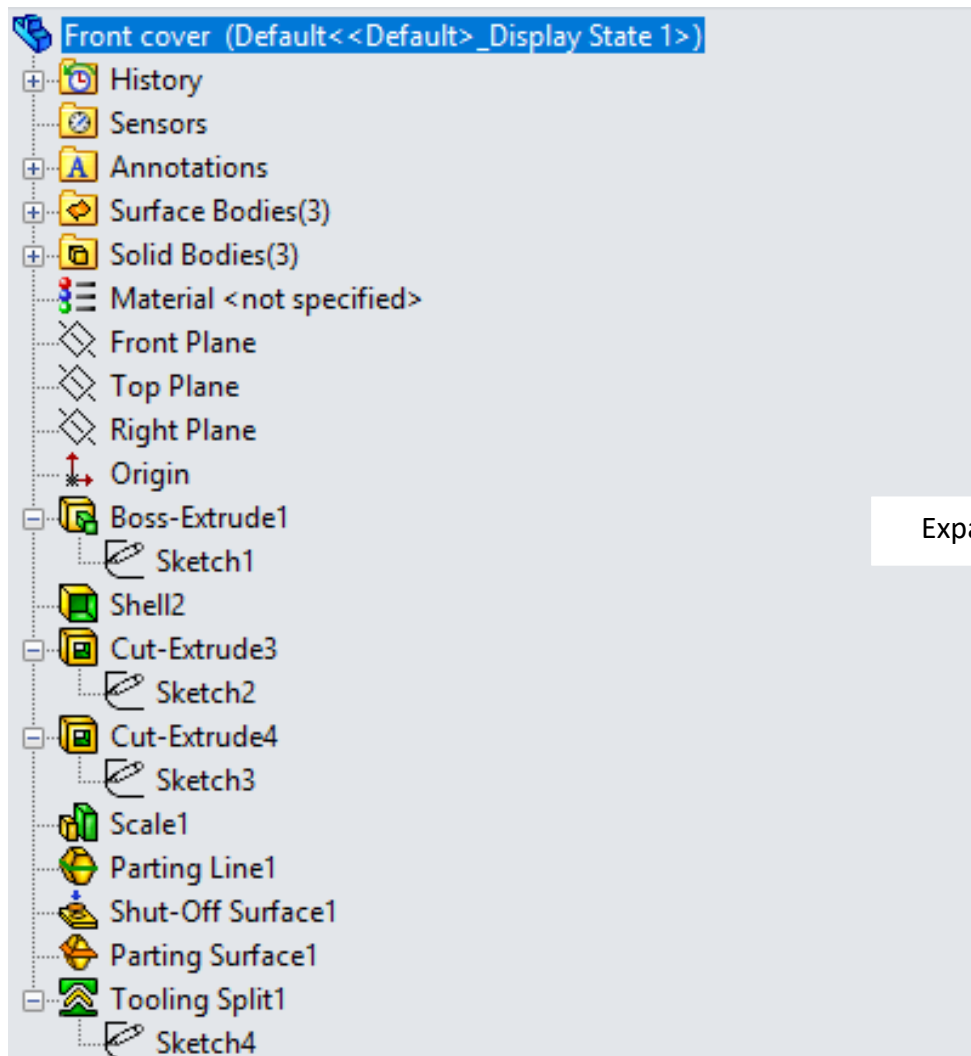 Front cover (Default<<Default>_Display State 1>)
History
Sensors
A Annotations
Surface Bodies(3)
Solid Bodies(3)
Material <not specified>
Front Plane
Top Plane
Right Plane
Origin
Boss-Extrude1
Expa
Sketch1
Shell2
Cut-Extrude3
Sketch2
Cut-Extrude4
Sketch3
Scale1
Parting Line1
Shut-Off Surface1
Parting Surface1
Tooling Split1
Sketch4